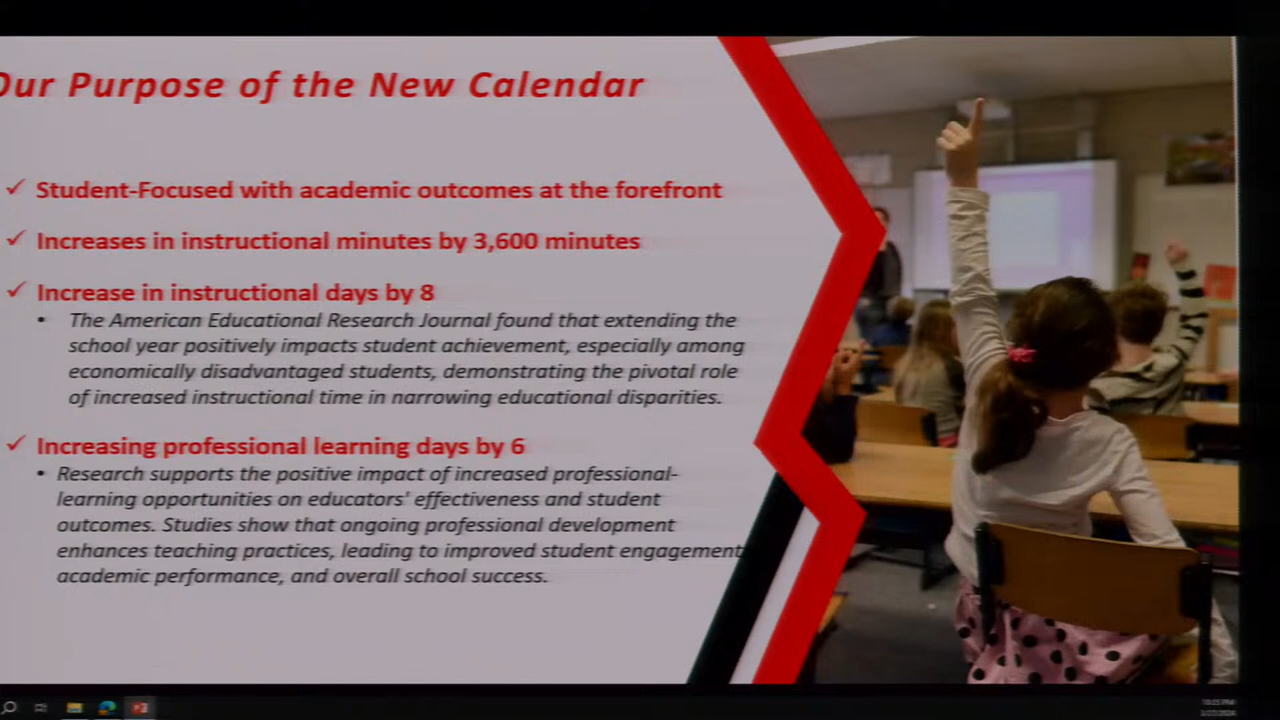 Our Purpose of the New Calendar
Student-Focused with academic outcomes at the forefront
Increases in instructional minutes by 3,600 minutes
Increase in instructional days by 8
• The American Educational Research Journal found that extending the
school year positively impacts student achievement, especially among
economically disadvantaged students, demonstrating the pivotal role
of increased instructional time in narrowing educational disparities.
Increasing professional learning days by 6
• Research supports the positive impact of increased professional-
learning opportunities on educators' effectiveness and student
outcomes. Studies show that ongoing professional development
enhances teaching practices, leading to improved student engagement
academic performance, and overall school success.